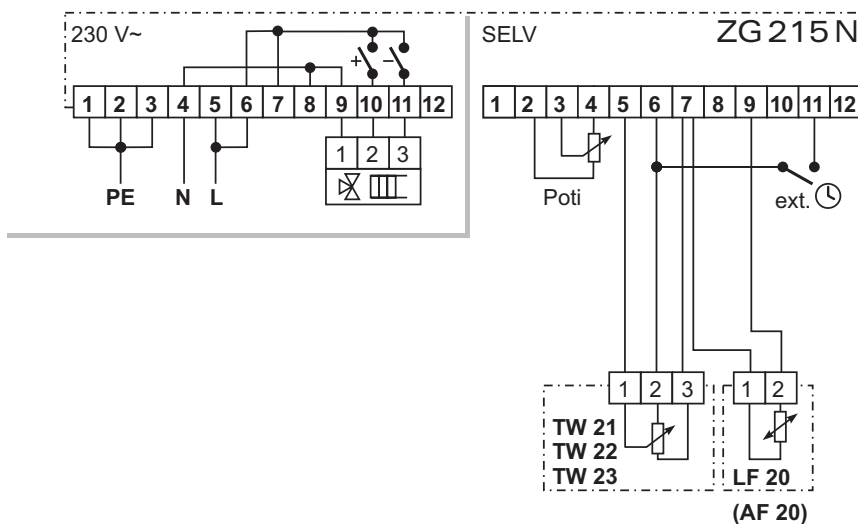 230 V~ SELV ZG 215 N
+ –
1 2 3 4 5 6 7 8 9 10 11 12 1 2 3 4 5 6 7 8 9 10 11 12
1 2 3
PE N L Poti ext.
1 2 3 1 2
TW 21
TW 22
TW 23 LF 20
(AF 20)